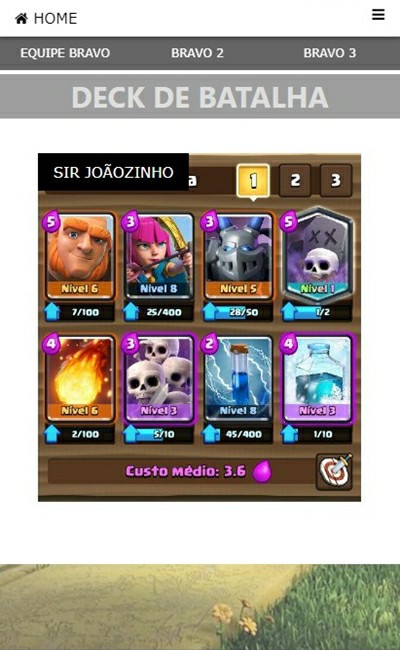 HOME
EQUIPE BRAVO BRAVO 2 BRAVO 3
DECK DE BATALHA
SIR JOÃOZINHO a 1 2 3
5 3 3 5
Nível 6 Nível 8 Nível 5 Nível 1
7/100 25/400 28/50 1/2
4 3 2 4
Nível 6 Nível 3 Nível 8 Nível 3
2/100 5/10 45/400 1/10
Custo Médio: 3.6